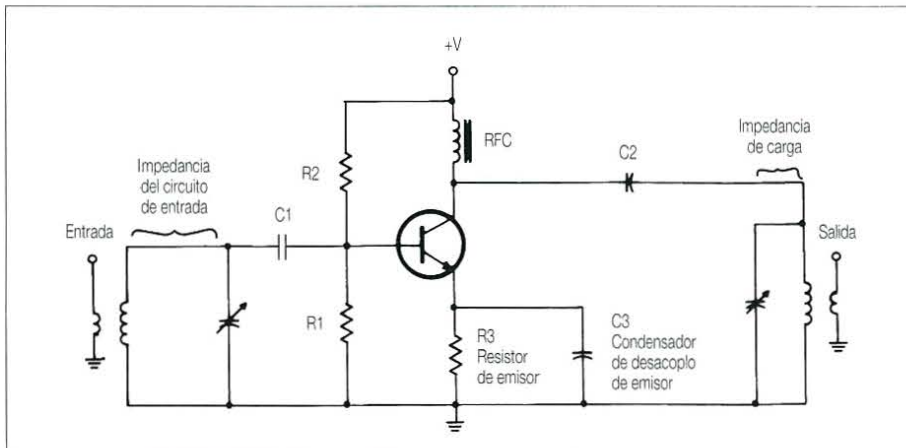 +V
RFC
R2
Impedancia
del circuito
de entrada
C1
C2
Impedancia
de carga
Entrada
Salida
R1
R3
Resistor
de emisor
C3
Condensador
de desacoplo
de emisor